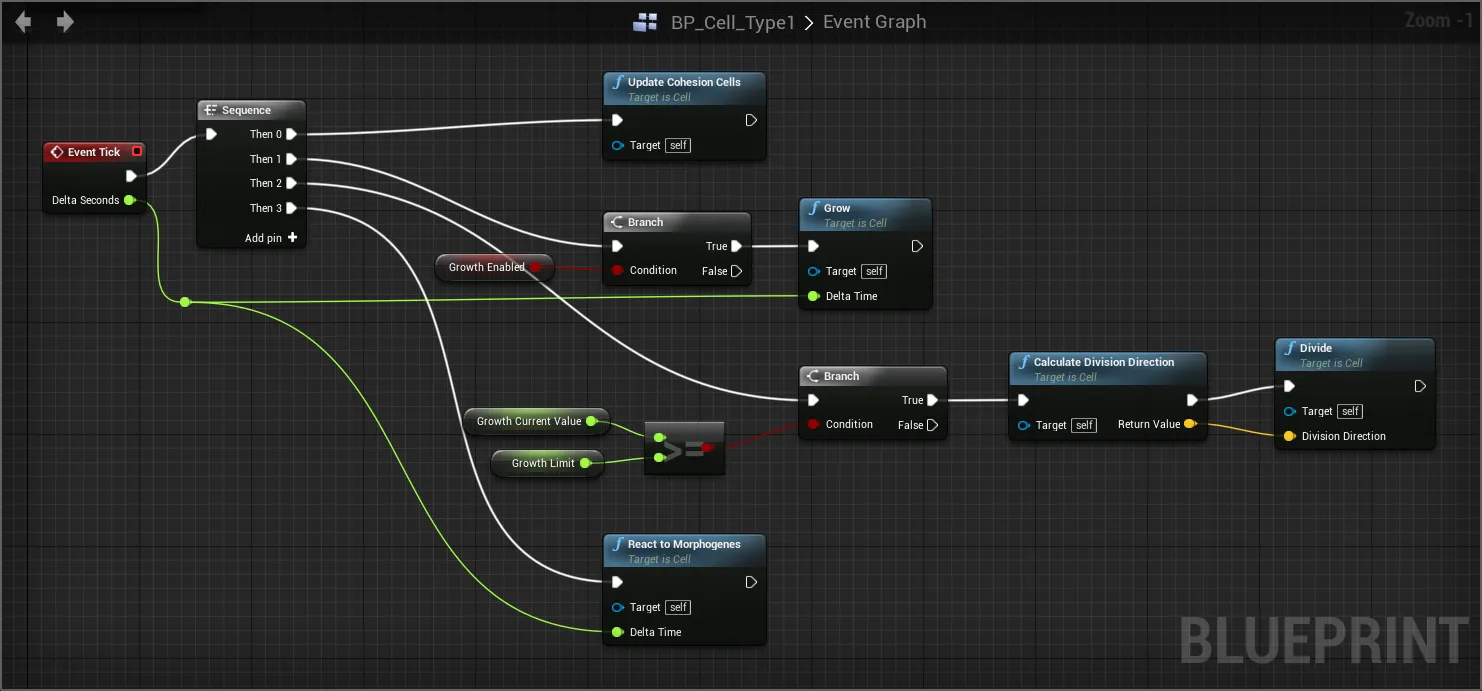 BP_Cell_Type1 > Event Graph
Zoom -1
Event Tick
Delta Seconds
Sequence
Then 0
Then 1
Then 2
Then 3
Add pin +
Update Cohesion Cells
Target is Cell
Target self
Growth Enabled
Branch
True
Condition False
Grow
Target is Cell
Target self
Delta Time
Growth Current Value
Growth Limit
>=
Branch
True
Condition False
Calculate Division Direction
Target is Cell
Target self Return Value
Divide
Target is Cell
Target self
Division Direction
React to Morphogenes
Target is Cell
Target self
Delta Time
BLUEPRINT